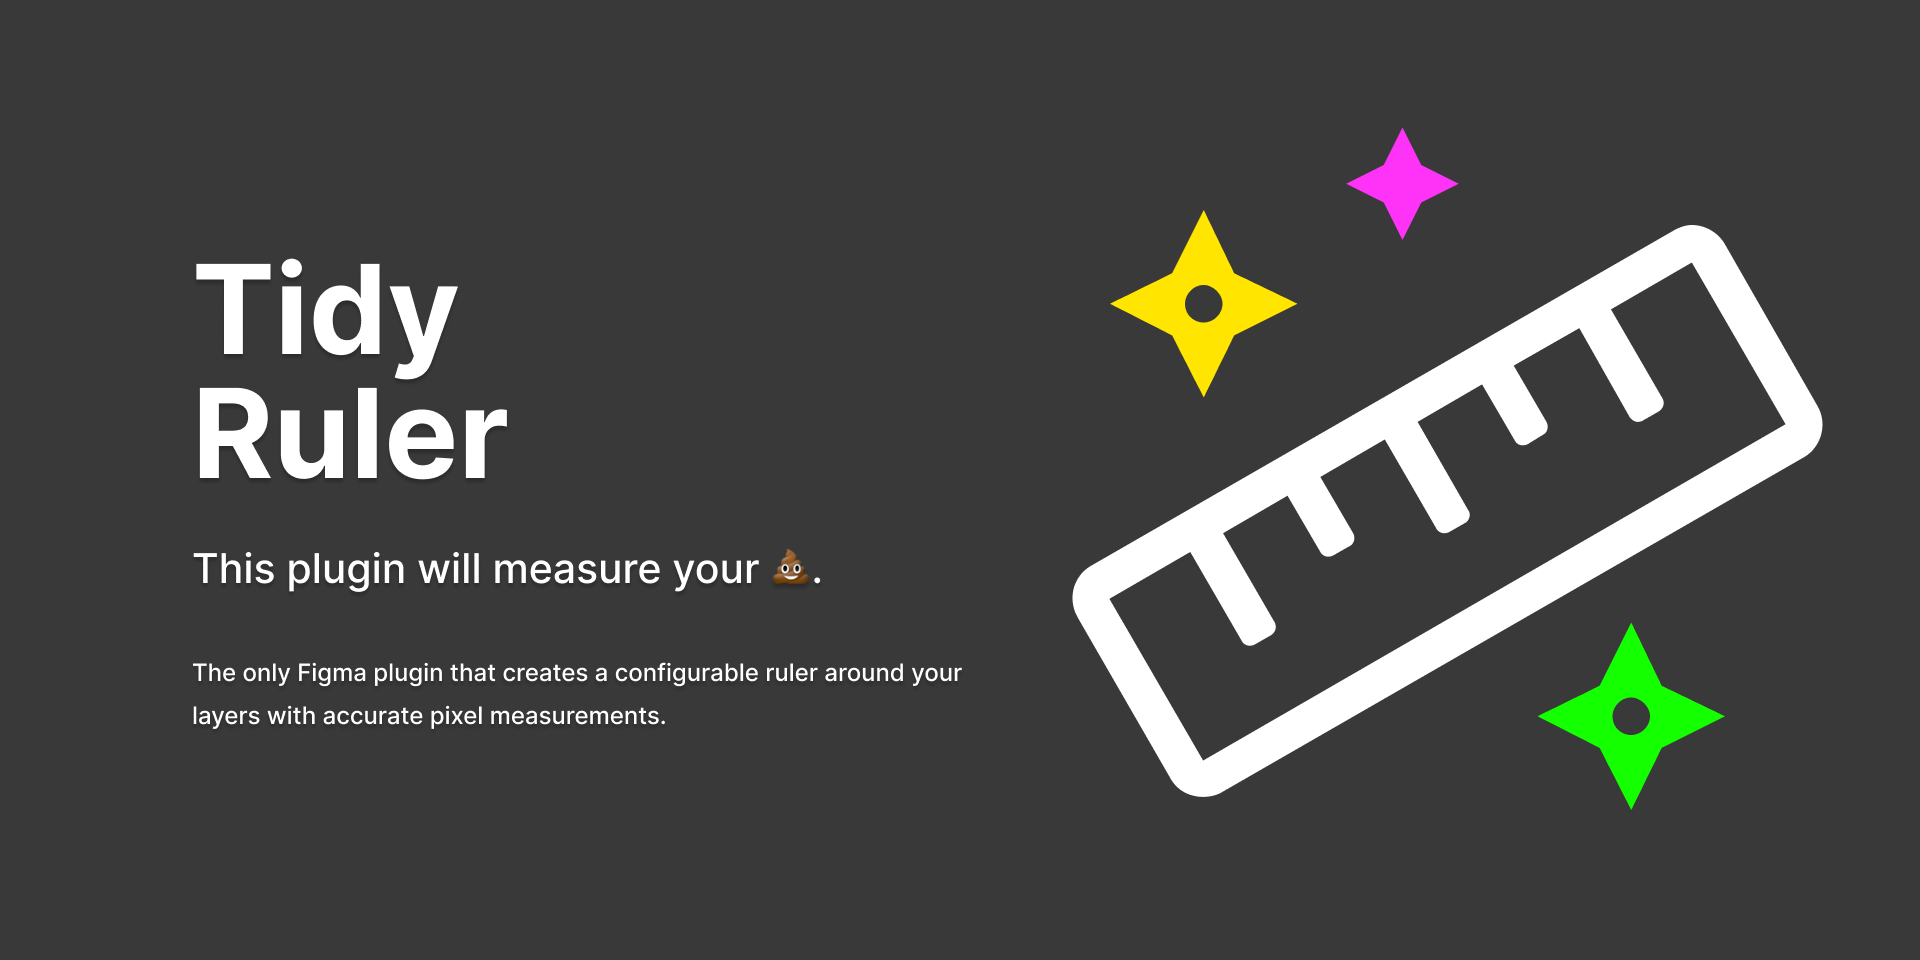 Tidy
Ruler
This plugin will measure your 💩.
The only Figma plugin that creates a configurable ruler around your
layers with accurate pixel measurements.